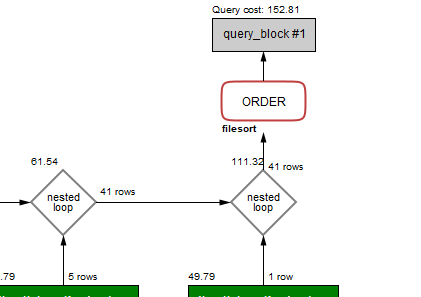 Query cost: 152.81
query_block #1
ORDER
filesort
61.54
111.32
41 rows
41 rows
nested
loop
nested
loop
.79
5 rows
49.79
1 row